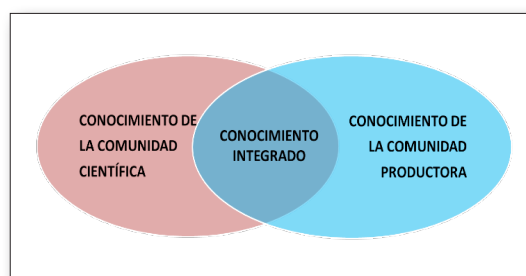 CONOCIMIENTO DE
LA COMUNIDAD
CIENTÍFICA
CONOCIMIENTO
INTEGRADO
CONOCIMIENTO DE
LA COMUNIDAD
PRODUCTORA